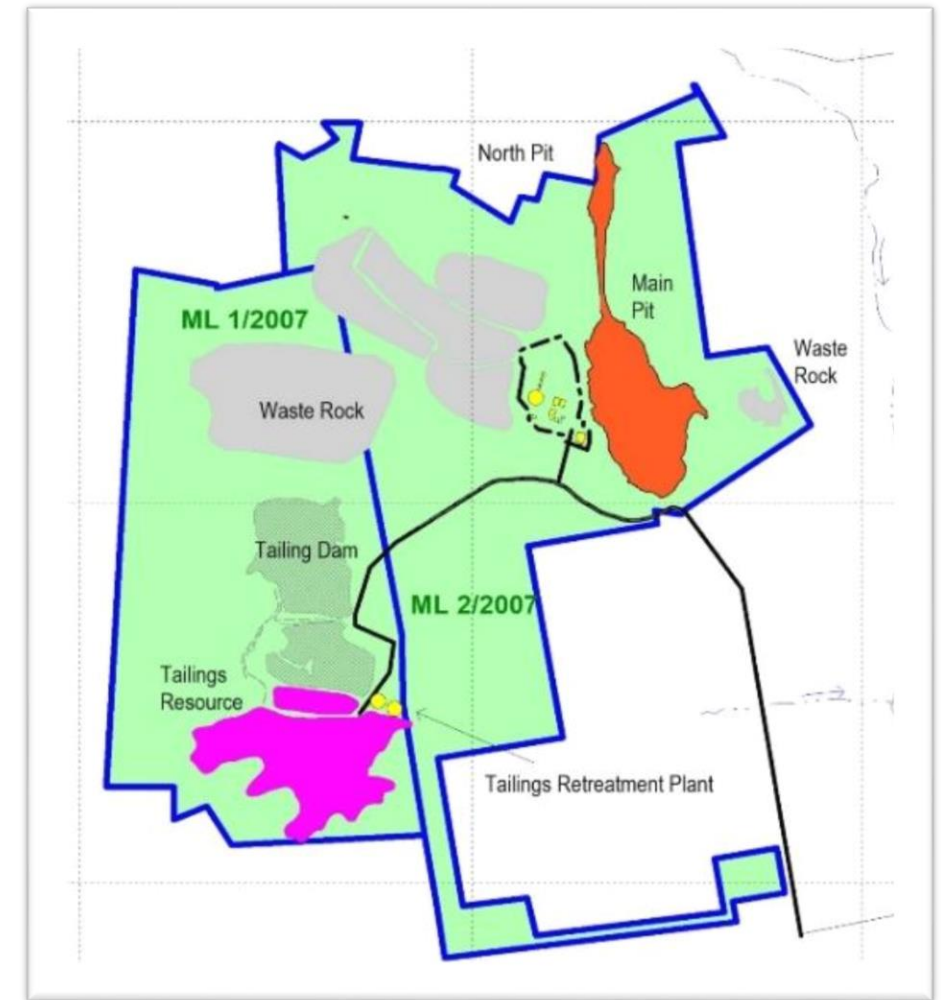 North Pit
Main
Pit
ML 1/2007
Waste
Rock
Waste Rock
Tailing Dam
ML 2/2007
Tailings
Resource
Tailings Retreatment Plant